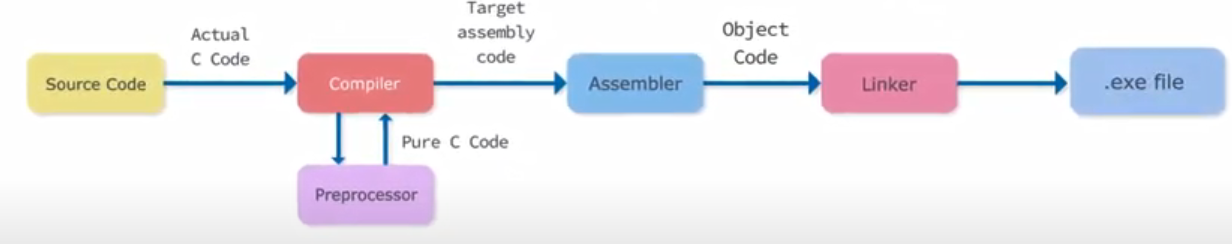 Actual
C Code
Target
assembly
code
Object
Code
Source Code
Compiler
Assembler
Linker
.exe file
Pure C Code
Preprocessor